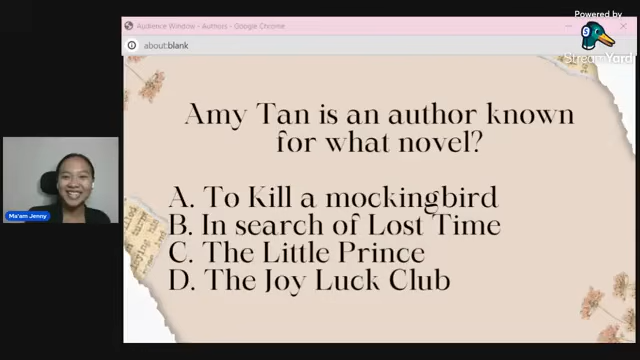 Powered by
StreamYard
Audience Window - Authors - Google Chrome
about:blank
Amy Tan is an author known
for what novel?
A. To Kill a mockingbird
B. In search of Lost Time
C. The Little Prince
D. The Joy Luck Club
Ma'am Jenny